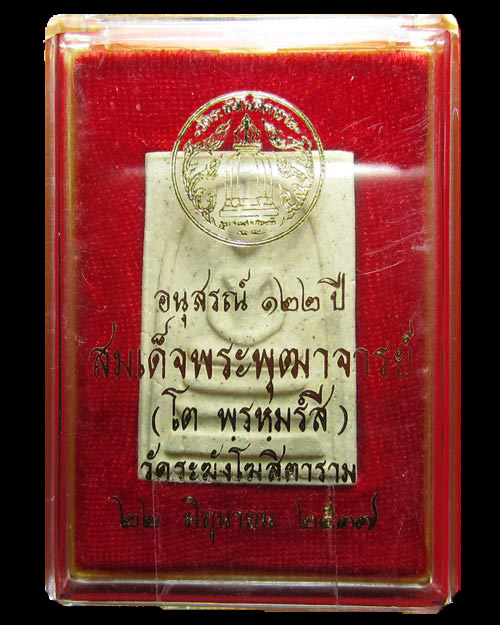 อนุสรณ์ ๑๒๒ ปี
สมเด็จพระพุฒาจารย์
(โต พฺรหฺมรํสี)
วัดระฆังโฆสิตาราม
๒๒ มิถุนายน ๒๕๓๗